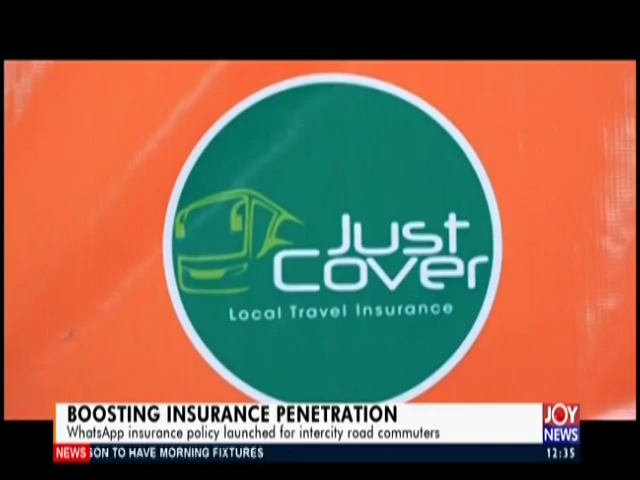 Just
Cover
Local Travel Insurance
BOOSTING INSURANCE PENETRATION
WhatsApp insurance policy launched for intercity road commuters
JOY
NEWS
NEWS SON TO HAVE MORNING FIXTURES
12:35